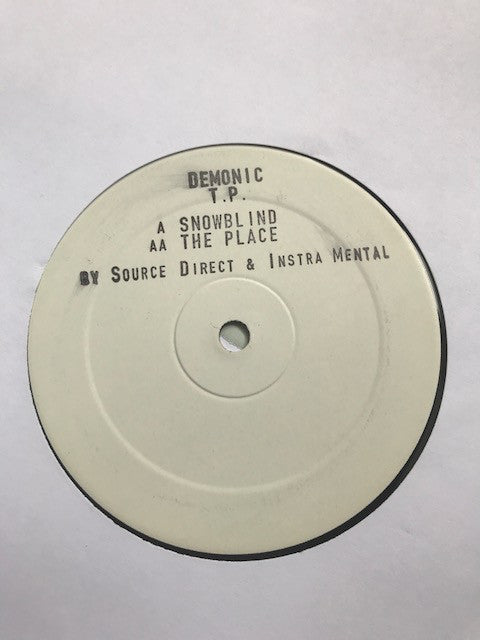 DEMONIC
T.P.
A SNOWBLIND
AA THE PLACE
BY SOURCE DIRECT & INSTRA MENTAL